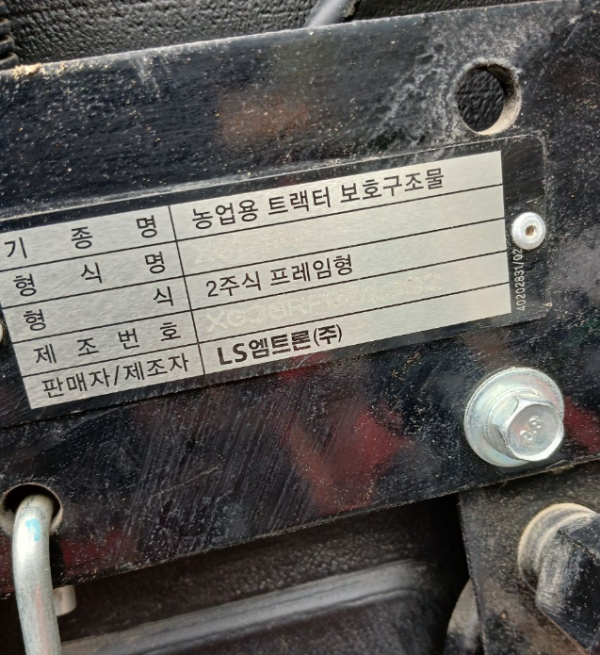 기 종 명 농업용 트랙터 보호구조물
형 식 명
형 식 2주식 프레임형
제 조 번 호
판매자/제조자 LS엠트론(주)
40202831/02